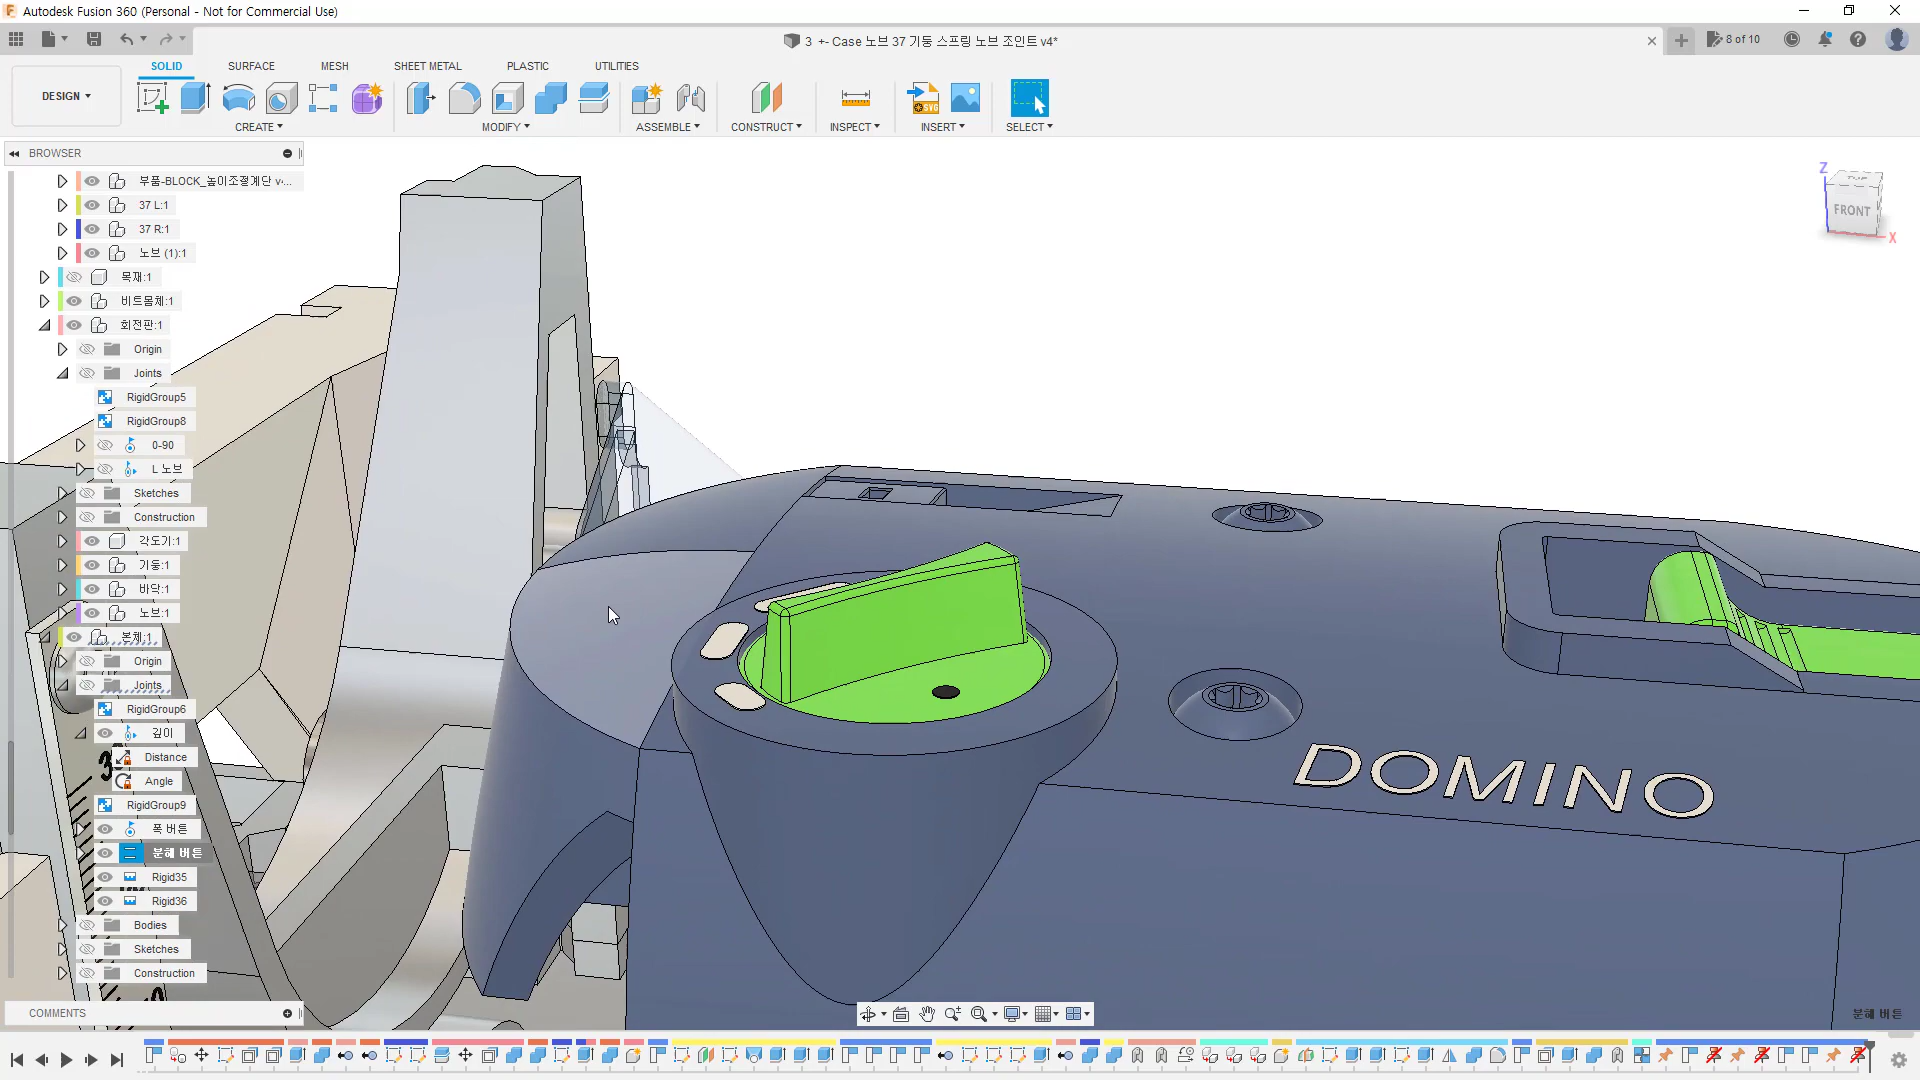 Autodesk Fusion 360 (Personal - Not for Commercial Use)
3 +- Case 노브 37 기둥 스프링 노브 조인트 v4*
8 of 10
DESIGN
SOLID
SURFACE
MESH
SHEET METAL
PLASTIC
UTILITIES
CREATE
MODIFY
ASSEMBLE
CONSTRUCT
INSPECT
INSERT
SELECT
SVG
BROWSER
부품-BLOCK_높이조절계단 v...
37 L:1
37 R:1
노브 (1):1
목재:1
비트몸체:1
회전판:1
Origin
Joints
RigidGroup5
RigidGroup8
0-90
L 노브
Sketches
Construction
각도기:1
기둥:1
바닥:1
노브:1
본체:1
Origin
Joints
RigidGroup6
깊이
Distance
Angle
RigidGroup9
폭 버튼
분해 버튼
Rigid35
Rigid36
Bodies
Sketches
Construction
COMMENTS
Z
TOP
FRONT
X
DOMINO
분해 버튼